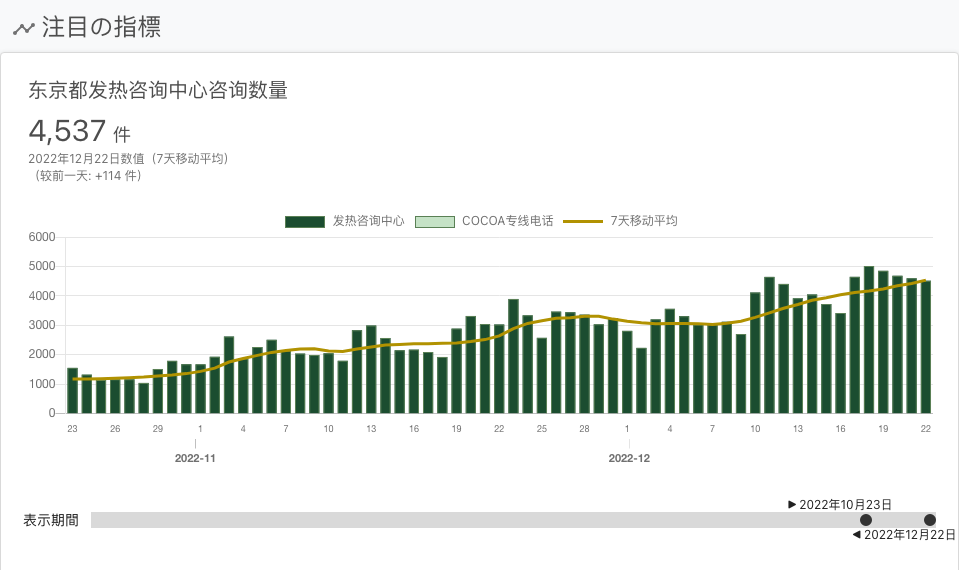 注目の指標
东京都发热咨询中心咨询数量
4,537 件
2022年12月22日数值（7天移动平均）
（较前一天: +114 件）
发热咨询中心 COCOA专线电话 7天移动平均
6000
5000
4000
3000
2000
1000
0
23 26 29 1 4 7 10 13 16 19 22 25 28 1 4 7 10 13 16 19 22
2022-11 2022-12
▶ 2022年10月23日
表示期間
◀ 2022年12月22日